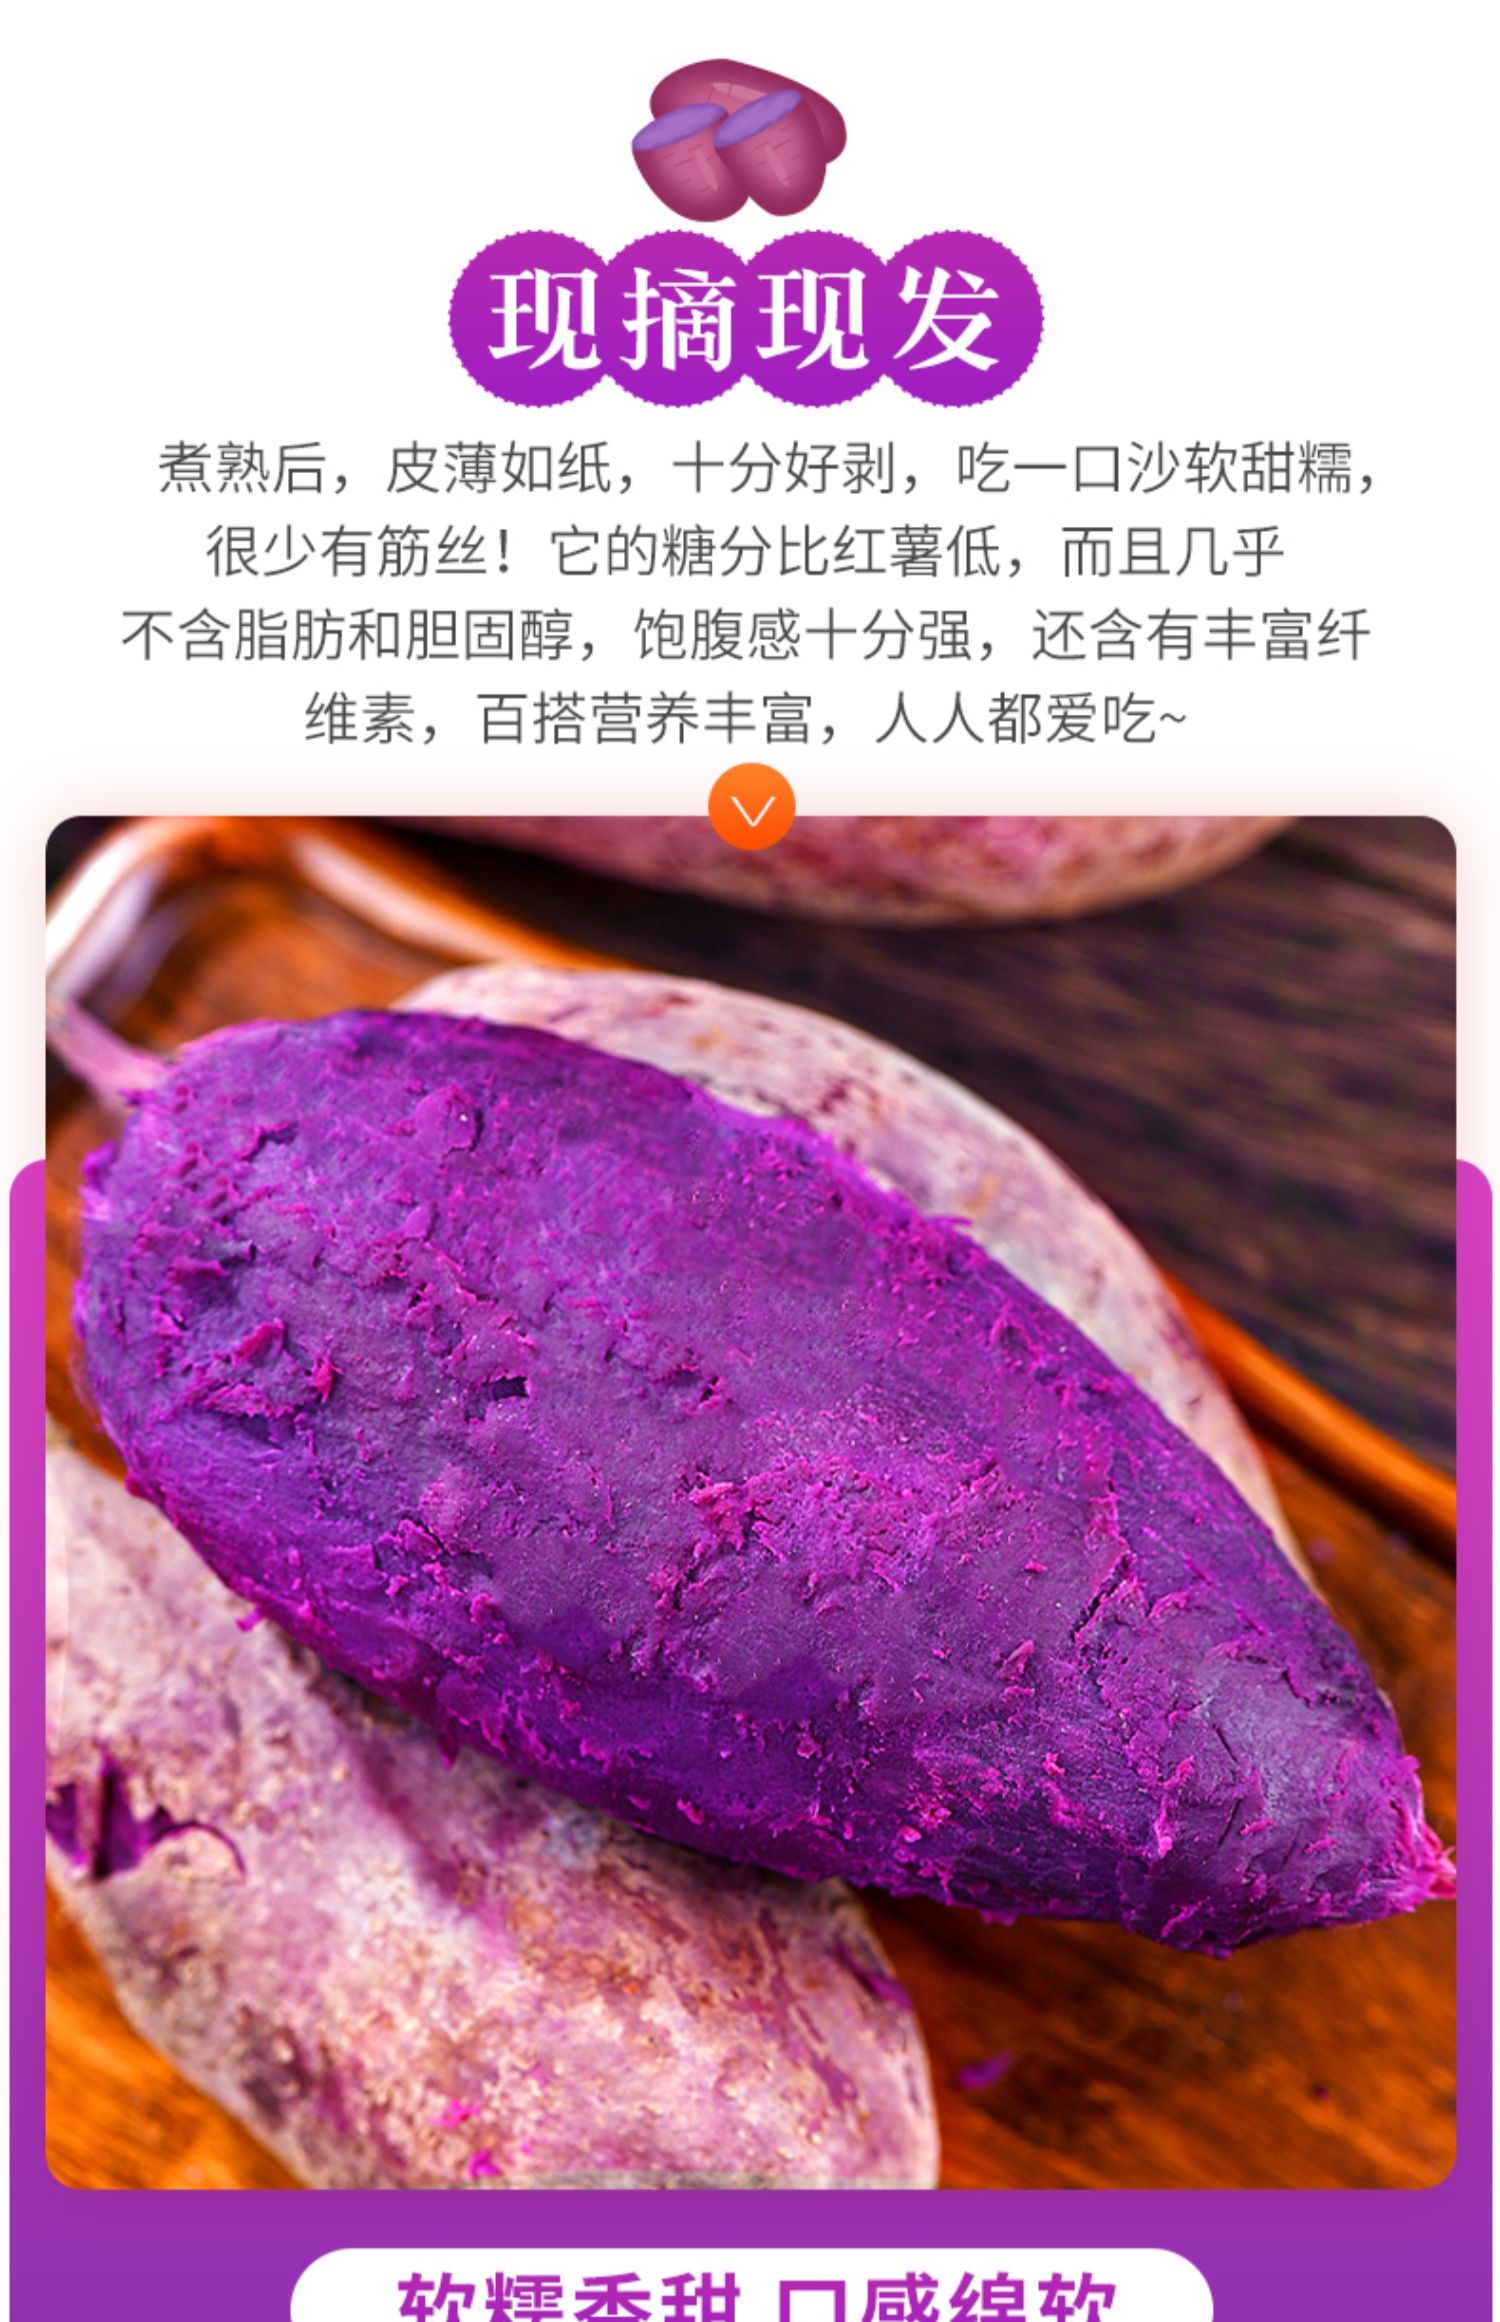 现摘现发
煮熟后，皮薄如纸，十分好剥，吃一口沙软甜糯，
很少有筋丝！它的糖分比红薯低，而且几乎
不含脂肪和胆固醇，饱腹感十分强，还含有丰富纤
维素，百搭营养丰富，人人都爱吃~
软糯香甜 口感绵软